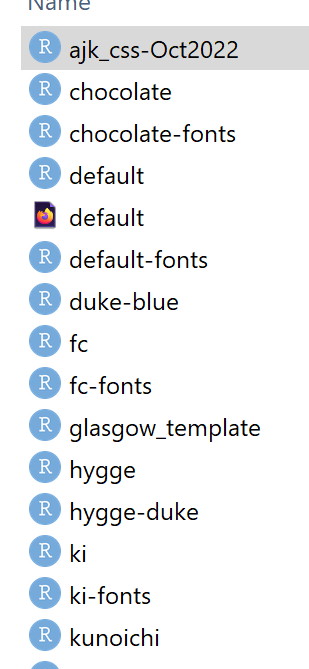 Name
R ajk_css-Oct2022
R chocolate
R chocolate-fonts
R default
default
R default-fonts
R duke-blue
R fc
R fc-fonts
R glasgow_template
R hygge
R hygge-duke
R ki
R ki-fonts
R kunoichi